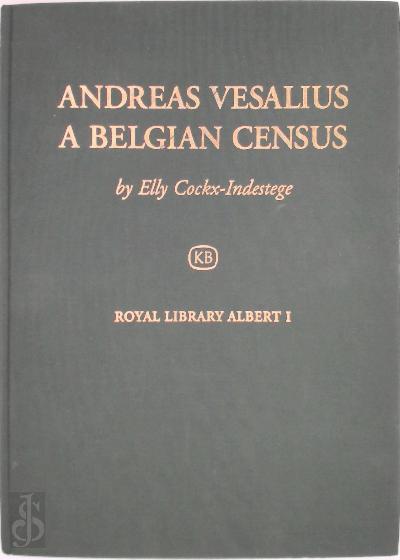 ANDREAS VESALIUS
A BELGIAN CENSUS
by Elly Cockx-Indestege
KB
ROYAL LIBRARY ALBERT I